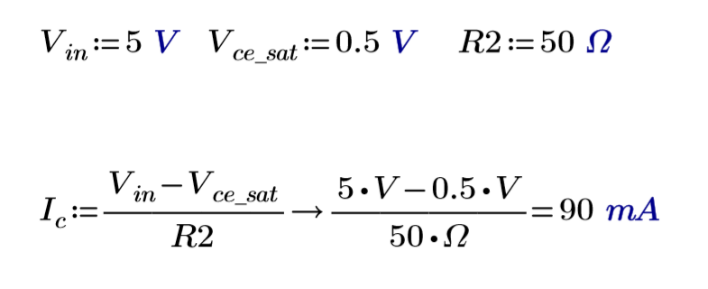 V_in:=5 V V_ce_sat:=0.5 V R2:=50 Ω
I_c:=(V_in−V_ce_sat)/R2→(5·V−0.5·V)/(50·Ω)=90 mA